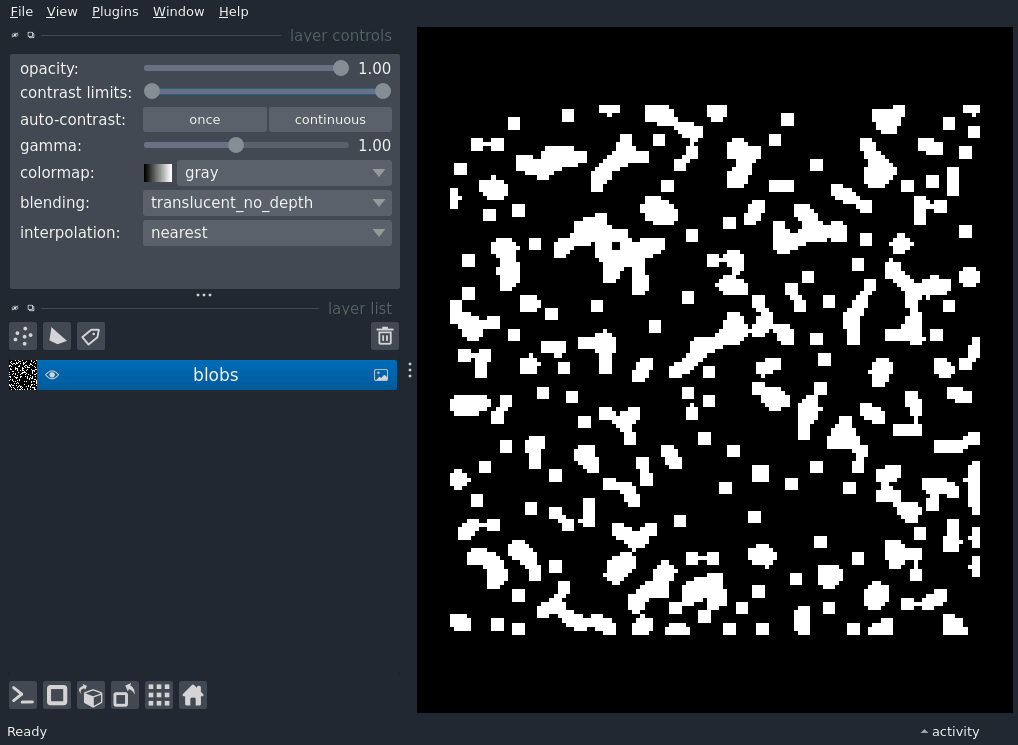 File View Plugins Window Help
layer controls
opacity: 1.00
contrast limits:
auto-contrast: once continuous
gamma: 1.00
colormap: gray
blending: translucent_no_depth
interpolation: nearest
layer list
blobs
Ready activity